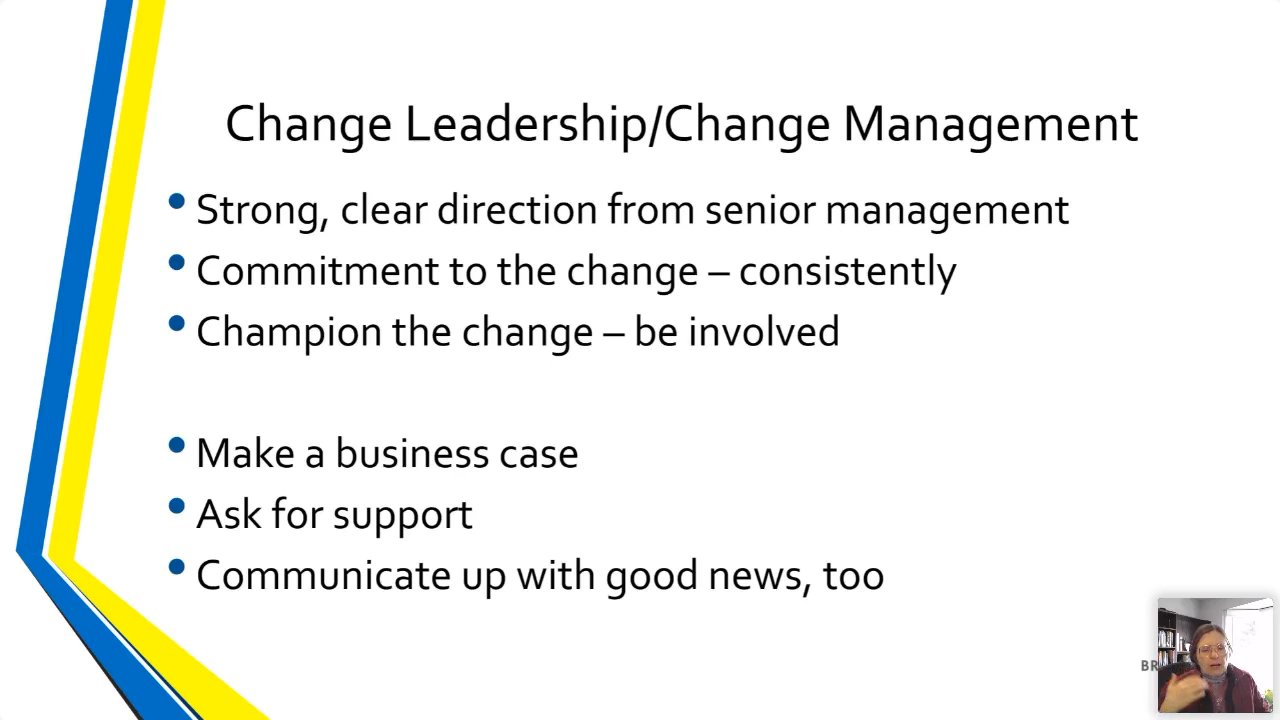 Change Leadership/Change Management
• Strong, clear direction from senior management
• Commitment to the change – consistently
• Champion the change – be involved
• Make a business case
• Ask for support
• Communicate up with good news, too